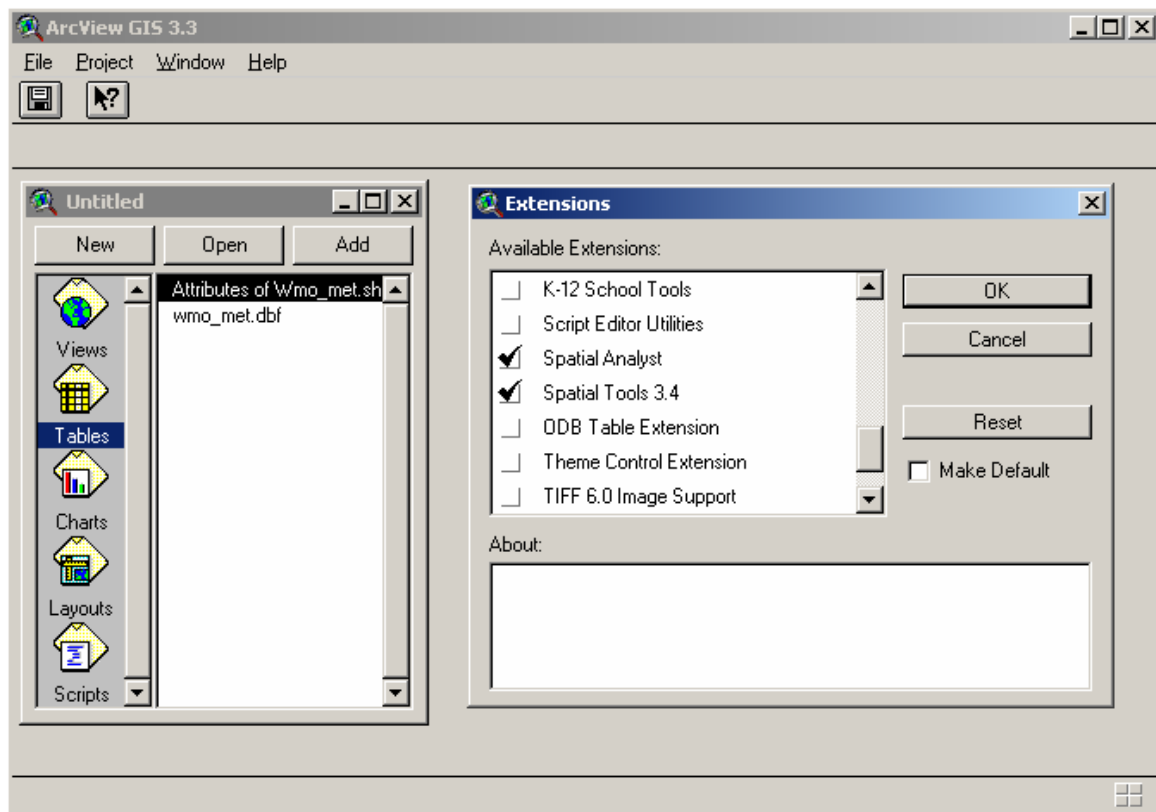 ArcView GIS 3.3
File Project Window Help
Untitled
New Open Add
Attributes of Wmo_met.sh
wmo_met.dbf
Views
Tables
Charts
Layouts
Scripts
Extensions
Available Extensions:
K-12 School Tools
Script Editor Utilities
Spatial Analyst
Spatial Tools 3.4
ODB Table Extension
Theme Control Extension
TIFF 6.0 Image Support
OK
Cancel
Reset
Make Default
About: